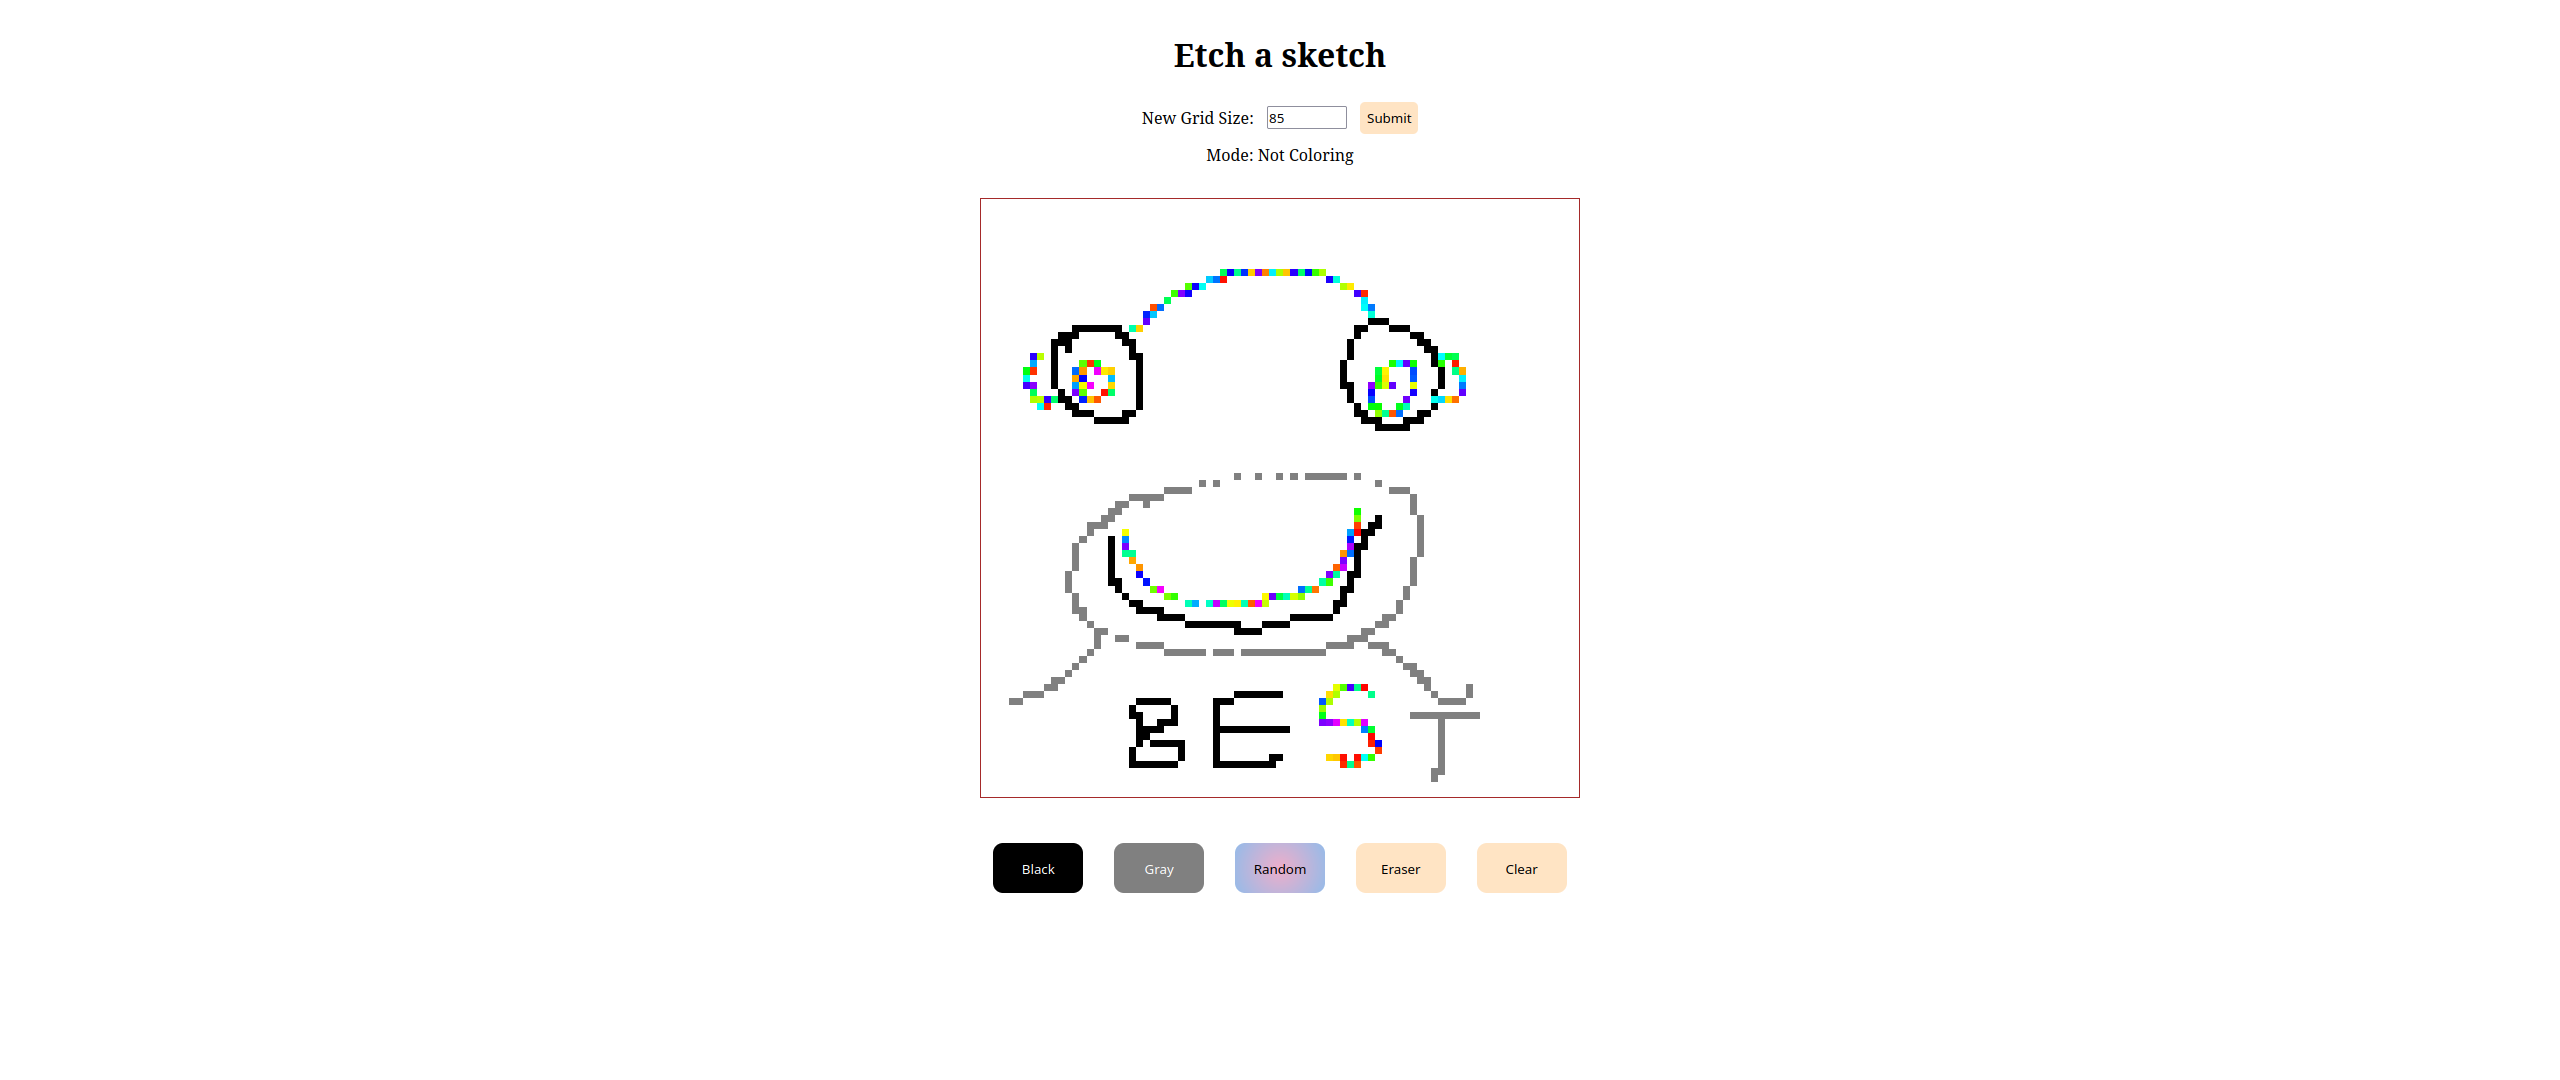 Etch a sketch
New Grid Size: 85 Submit
Mode: Not Coloring
BEST
Black Gray Random Eraser Clear